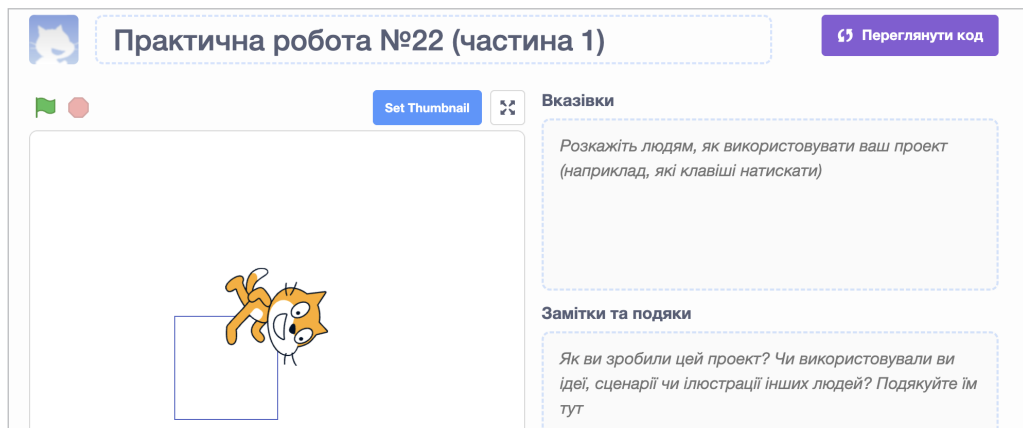 Практична робота №22 (частина 1)
Переглянути код
Set Thumbnail
Вказівки
Розкажіть людям, як використовувати ваш проект
(наприклад, які клавіші натискати)
Замітки та подяки
Як ви зробили цей проект? Чи використовували ви
ідеї, сценарії чи ілюстрації інших людей? Подякуйте їм
тут